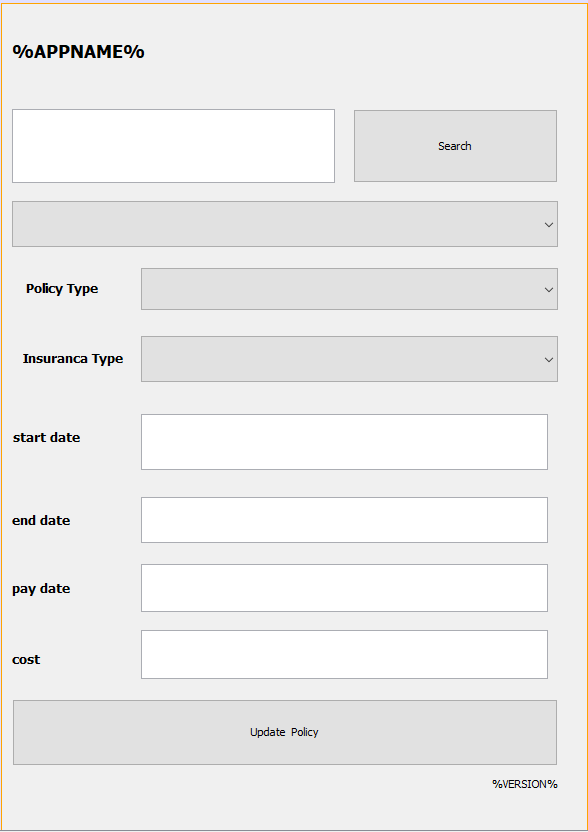 %APPNAME%
Search
Policy Type
Insuranca Type
start date
end date
pay date
cost
Update Policy
%VERSION%